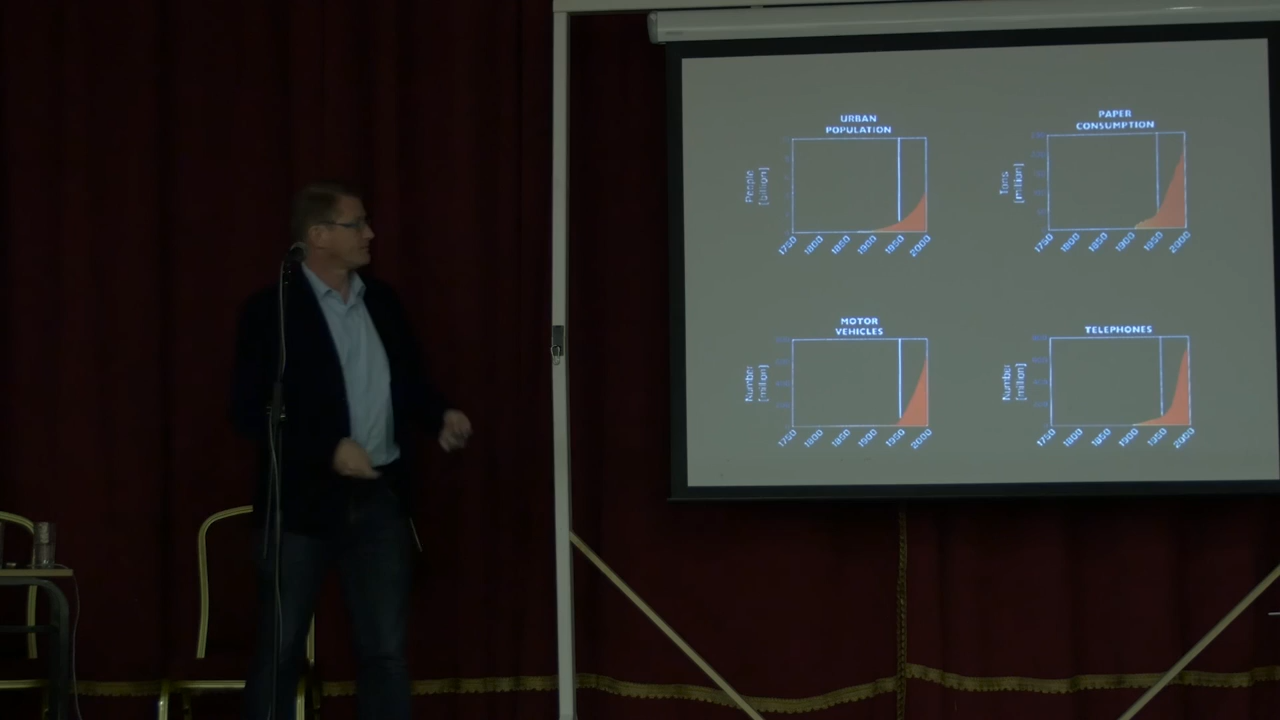 URBAN
POPULATION
People
[billion]
1750 1800 1850 1900 1950 2000
PAPER
CONSUMPTION
Tons
[million]
1750 1800 1850 1900 1950 2000
MOTOR
VEHICLES
Number
[million]
1750 1800 1850 1900 1950 2000
TELEPHONES
Number
[million]
1750 1800 1850 1900 1950 2000